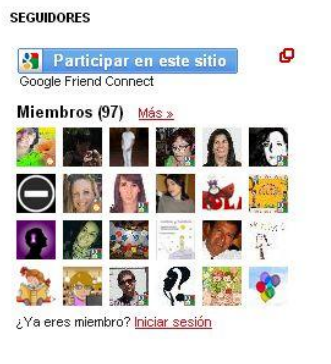 SEGUIDORES
Participar en este sitio
Google Friend Connect
Miembros (97) Más »
¿Ya eres miembro? Iniciar sesión